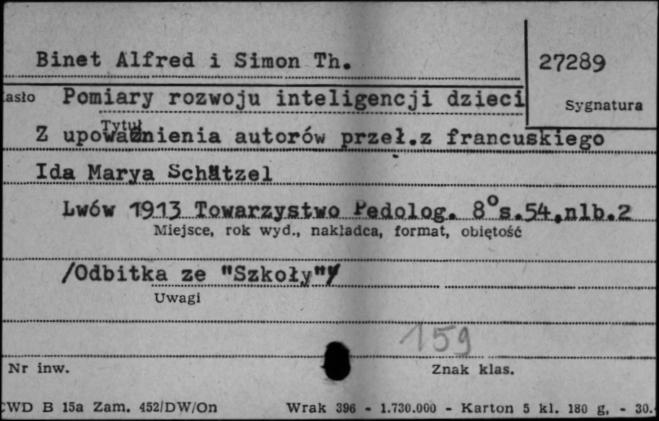 Binet Alfred i Simon Th.
27289
asło Pomiary rozwoju inteligencji dzieci
Sygnatura
Tytuł
Z upoważnienia autorów przeł.z francuskiego
Ida Marya Schätzel
Lwów 1913 Towarzystwo Pedolog. 8° s.54,nlb.2
Miejsce, rok wyd., nakładca, format, objętość
/Odbitka ze "Szkoły"/
Uwagi
159
Nr inw.
Znak klas.
CWD B 15a Zam. 452/DW/On Wrak 396 - 1.730.000 - Karton 5 kl. 180 g. - 30.